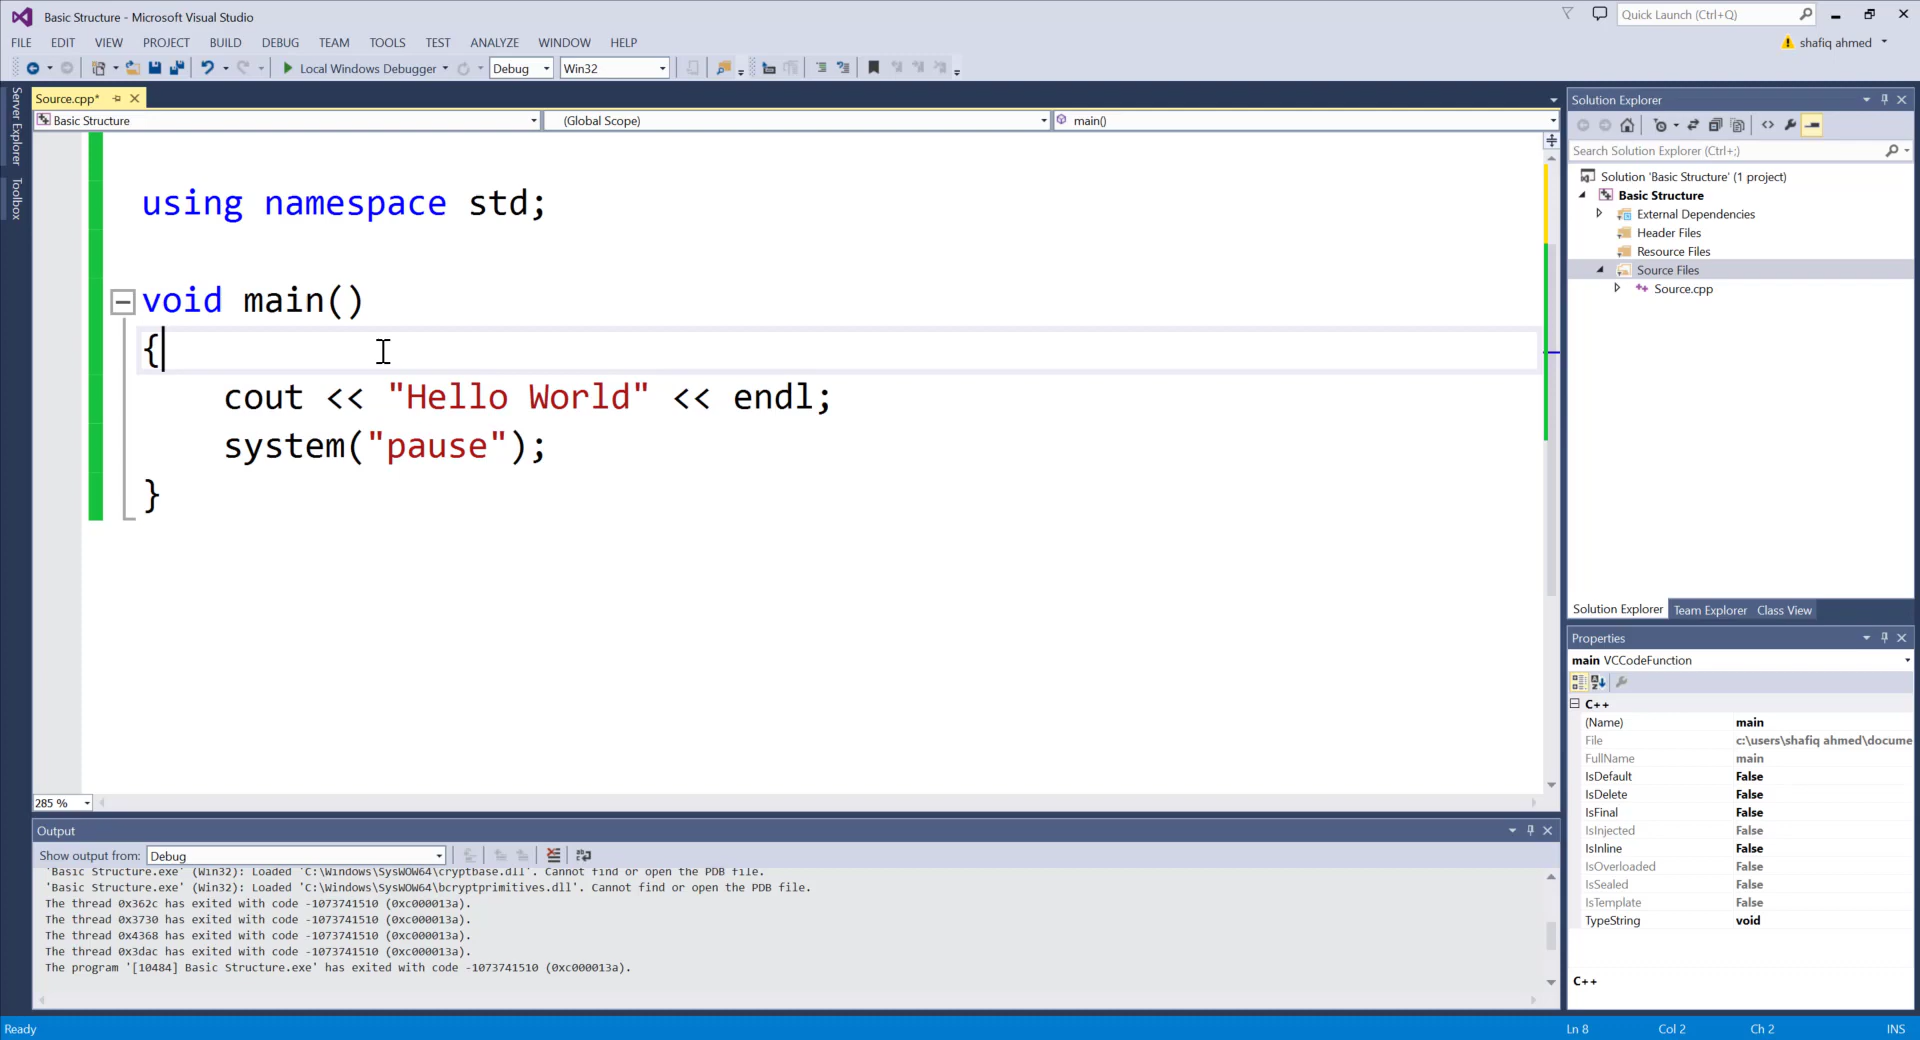 Basic Structure - Microsoft Visual Studio
Quick Launch (Ctrl+Q)
FILE EDIT VIEW PROJECT BUILD DEBUG TEAM TOOLS TEST ANALYZE WINDOW HELP
shafiq ahmed
Local Windows Debugger Debug Win32
Server Explorer
Toolbox
Source.cpp*
Basic Structure (Global Scope) main()
using namespace std;
void main()
{
cout << "Hello World" << endl;
system("pause");
}
285 %
Output
Show output from: Debug
'Basic Structure.exe' (Win32): Loaded 'C:\Windows\SysWOW64\cryptbase.dll'. Cannot find or open the PDB file.
'Basic Structure.exe' (Win32): Loaded 'C:\Windows\SysWOW64\bcryptprimitives.dll'. Cannot find or open the PDB file.
The thread 0x362c has exited with code -1073741510 (0xc000013a).
The thread 0x3730 has exited with code -1073741510 (0xc000013a).
The thread 0x4368 has exited with code -1073741510 (0xc000013a).
The thread 0x3dac has exited with code -1073741510 (0xc000013a).
The program '[10484] Basic Structure.exe' has exited with code -1073741510 (0xc000013a).
Solution Explorer
Search Solution Explorer (Ctrl+;)
Solution 'Basic Structure' (1 project)
Basic Structure
External Dependencies
Header Files
Resource Files
Source Files
Source.cpp
Solution Explorer Team Explorer Class View
Properties
main VCCodeFunction
C++
(Name) main
File c:\users\shafiq ahmed\docume
FullName main
IsDefault False
IsDelete False
IsFinal False
IsInjected False
IsInline False
IsOverloaded False
IsSealed False
IsTemplate False
TypeString void
C++
Ready Ln 8 Col 2 Ch 2 INS